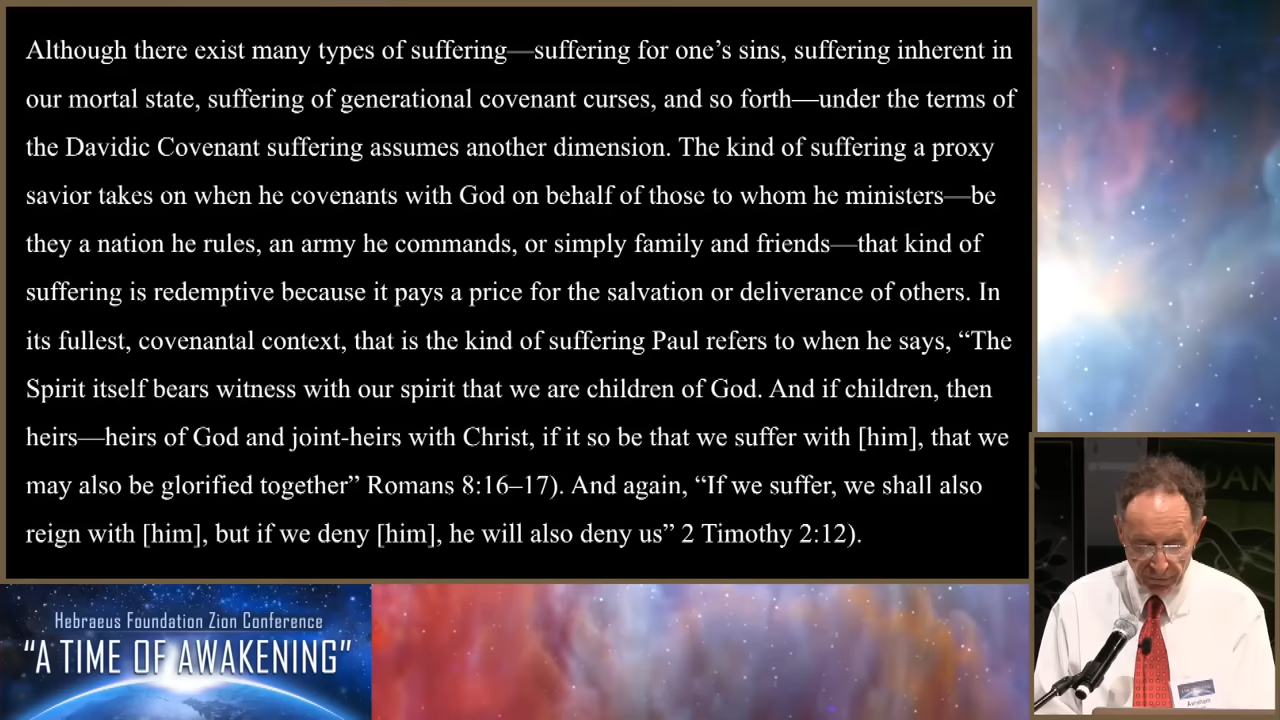 Although there exist many types of suffering—suffering for one’s sins, suffering inherent in
our mortal state, suffering of generational covenant curses, and so forth—under the terms of
the Davidic Covenant suffering assumes another dimension. The kind of suffering a proxy
savior takes on when he covenants with God on behalf of those to whom he ministers—be
they a nation he rules, an army he commands, or simply family and friends—that kind of
suffering is redemptive because it pays a price for the salvation or deliverance of others. In
its fullest, covenantal context, that is the kind of suffering Paul refers to when he says, “The
Spirit itself bears witness with our spirit that we are children of God. And if children, then
heirs—heirs of God and joint-heirs with Christ, if it so be that we suffer with [him], that we
may also be glorified together” Romans 8:16–17). And again, “If we suffer, we shall also
reign with [him], but if we deny [him], he will also deny us” 2 Timothy 2:12).
Hebraeus Foundation Zion Conference
“A TIME OF AWAKENING”
DAN
Avraham